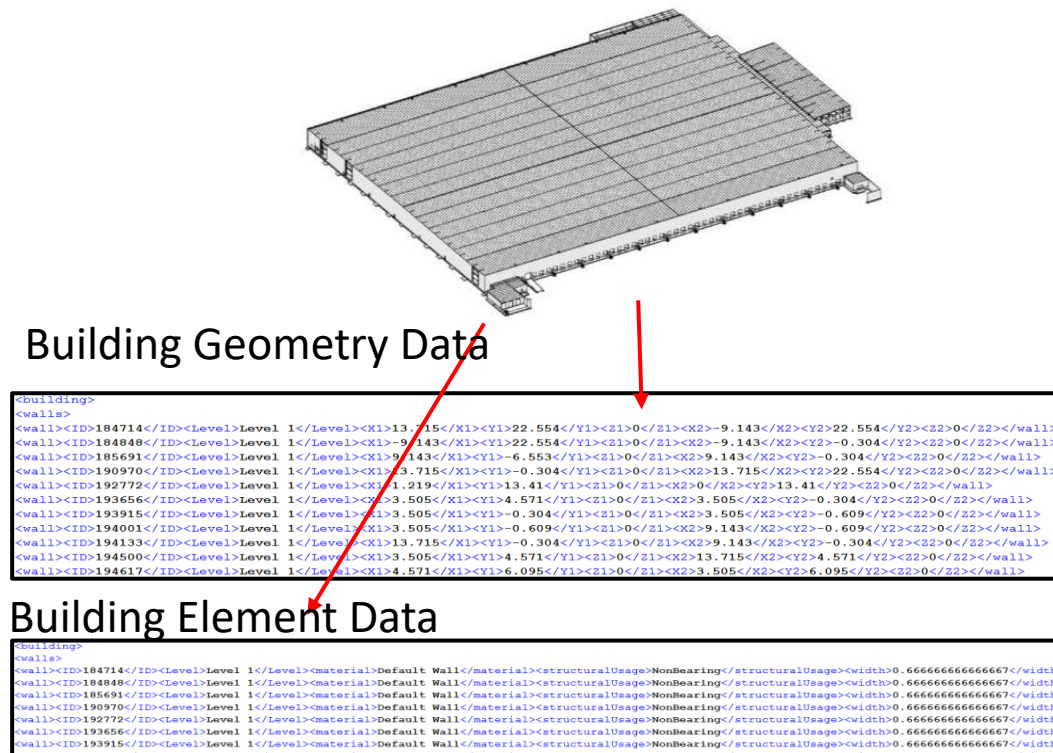 Building Geometry Data
<building>
<walls>
<wall><ID>184714</ID><Level>Level 1</Level><X1>13.715</X1><Y1>22.554</Y1><Z1>0</Z1><X2>-9.143</X2><Y2>22.554</Y2><Z2>0</Z2></wall>
<wall><ID>184848</ID><Level>Level 1</Level><X1>-9.143</X1><Y1>22.554</Y1><Z1>0</Z1><X2>-9.143</X2><Y2>-0.304</Y2><Z2>0</Z2></wall>
<wall><ID>185691</ID><Level>Level 1</Level><X1>9.143</X1><Y1>-6.553</Y1><Z1>0</Z1><X2>9.143</X2><Y2>-0.304</Y2><Z2>0</Z2></wall>
<wall><ID>190970</ID><Level>Level 1</Level><X1>13.715</X1><Y1>-0.304</Y1><Z1>0</Z1><X2>13.715</X2><Y2>22.554</Y2><Z2>0</Z2></wall>
<wall><ID>192772</ID><Level>Level 1</Level><X1>1.219</X1><Y1>13.41</Y1><Z1>0</Z1><X2>0</X2><Y2>13.41</Y2><Z2>0</Z2></wall>
<wall><ID>193656</ID><Level>Level 1</Level><X1>3.505</X1><Y1>4.571</Y1><Z1>0</Z1><X2>3.505</X2><Y2>-0.304</Y2><Z2>0</Z2></wall>
<wall><ID>193915</ID><Level>Level 1</Level><X1>3.505</X1><Y1>-0.304</Y1><Z1>0</Z1><X2>3.505</X2><Y2>-0.609</Y2><Z2>0</Z2></wall>
<wall><ID>194001</ID><Level>Level 1</Level><X1>3.505</X1><Y1>-0.609</Y1><Z1>0</Z1><X2>9.143</X2><Y2>-0.609</Y2><Z2>0</Z2></wall>
<wall><ID>194133</ID><Level>Level 1</Level><X1>13.715</X1><Y1>-0.304</Y1><Z1>0</Z1><X2>9.143</X2><Y2>-0.304</Y2><Z2>0</Z2></wall>
<wall><ID>194500</ID><Level>Level 1</Level><X1>3.505</X1><Y1>4.571</Y1><Z1>0</Z1><X2>13.715</X2><Y2>4.571</Y2><Z2>0</Z2></wall>
<wall><ID>194617</ID><Level>Level 1</Level><X1>4.571</X1><Y1>6.095</Y1><Z1>0</Z1><X2>3.505</X2><Y2>6.095</Y2><Z2>0</Z2></wall>
Building Element Data
<building>
<walls>
<wall><ID>184714</ID><Level>Level 1</Level><material>Default Wall</material><structuralUsage>NonBearing</structuralUsage><width>0.666666666666667</width
<wall><ID>184848</ID><Level>Level 1</Level><material>Default Wall</material><structuralUsage>NonBearing</structuralUsage><width>0.666666666666667</width
<wall><ID>185691</ID><Level>Level 1</Level><material>Default Wall</material><structuralUsage>NonBearing</structuralUsage><width>0.666666666666667</width
<wall><ID>190970</ID><Level>Level 1</Level><material>Default Wall</material><structuralUsage>NonBearing</structuralUsage><width>0.666666666666667</width
<wall><ID>192772</ID><Level>Level 1</Level><material>Default Wall</material><structuralUsage>NonBearing</structuralUsage><width>0.666666666666667</width
<wall><ID>193656</ID><Level>Level 1</Level><material>Default Wall</material><structuralUsage>NonBearing</structuralUsage><width>0.666666666666667</width
<wall><ID>193915</ID><Level>Level 1</Level><material>Default Wall</material><structuralUsage>NonBearing</structuralUsage><width>0.666666666666667</width